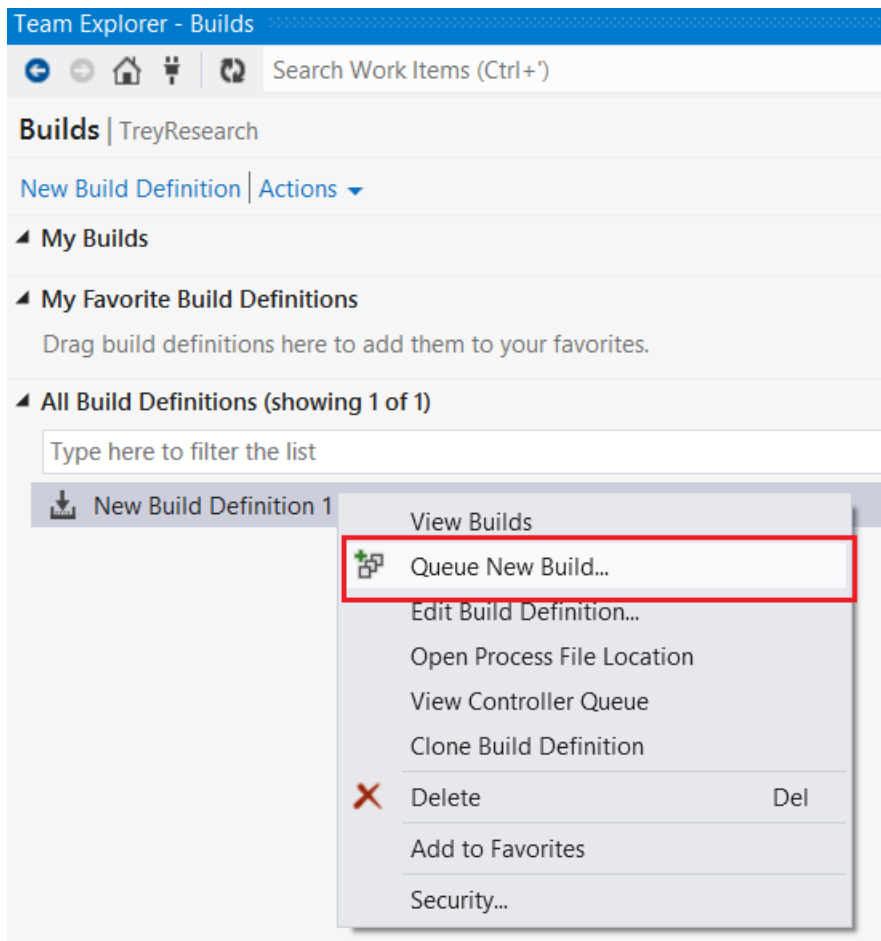 Team Explorer - Builds
Search Work Items (Ctrl+')
Builds | TreyResearch
New Build Definition | Actions
My Builds
My Favorite Build Definitions
Drag build definitions here to add them to your favorites.
All Build Definitions (showing 1 of 1)
Type here to filter the list
New Build Definition 1
View Builds
Queue New Build...
Edit Build Definition...
Open Process File Location
View Controller Queue
Clone Build Definition
Delete Del
Add to Favorites
Security...